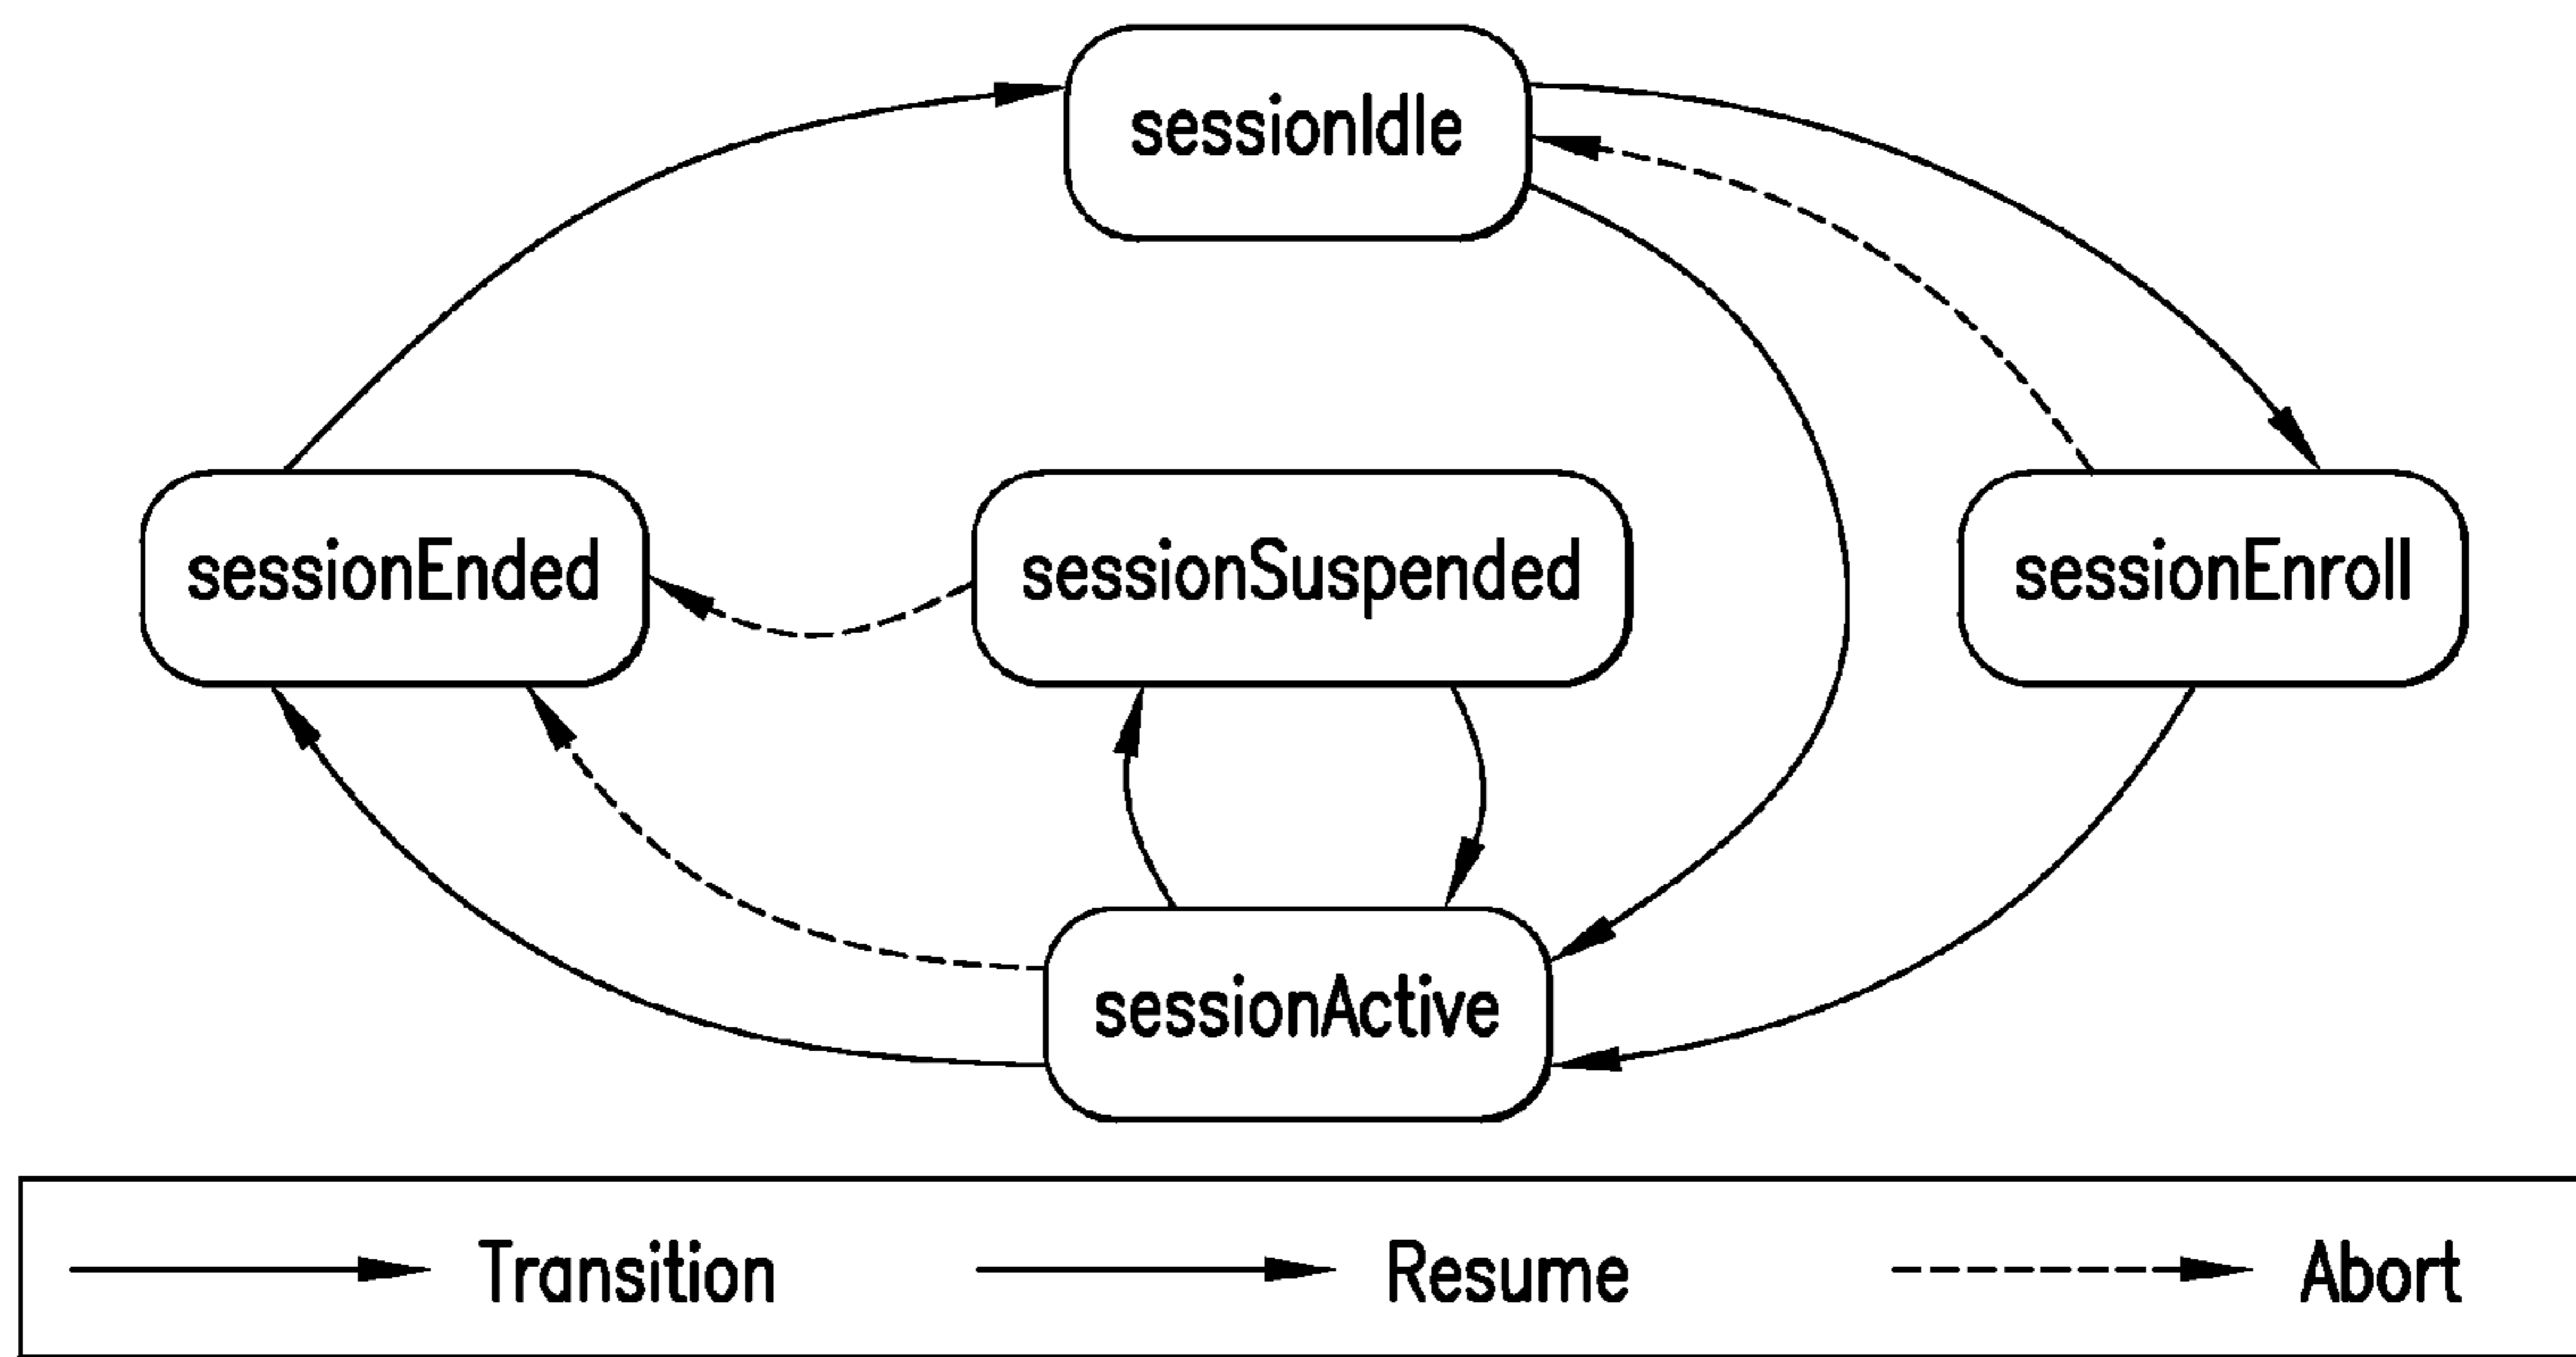 sessionIdle
sessionEnded
sessionSuspended
sessionEnroll
sessionActive
Transition
Resume
Abort